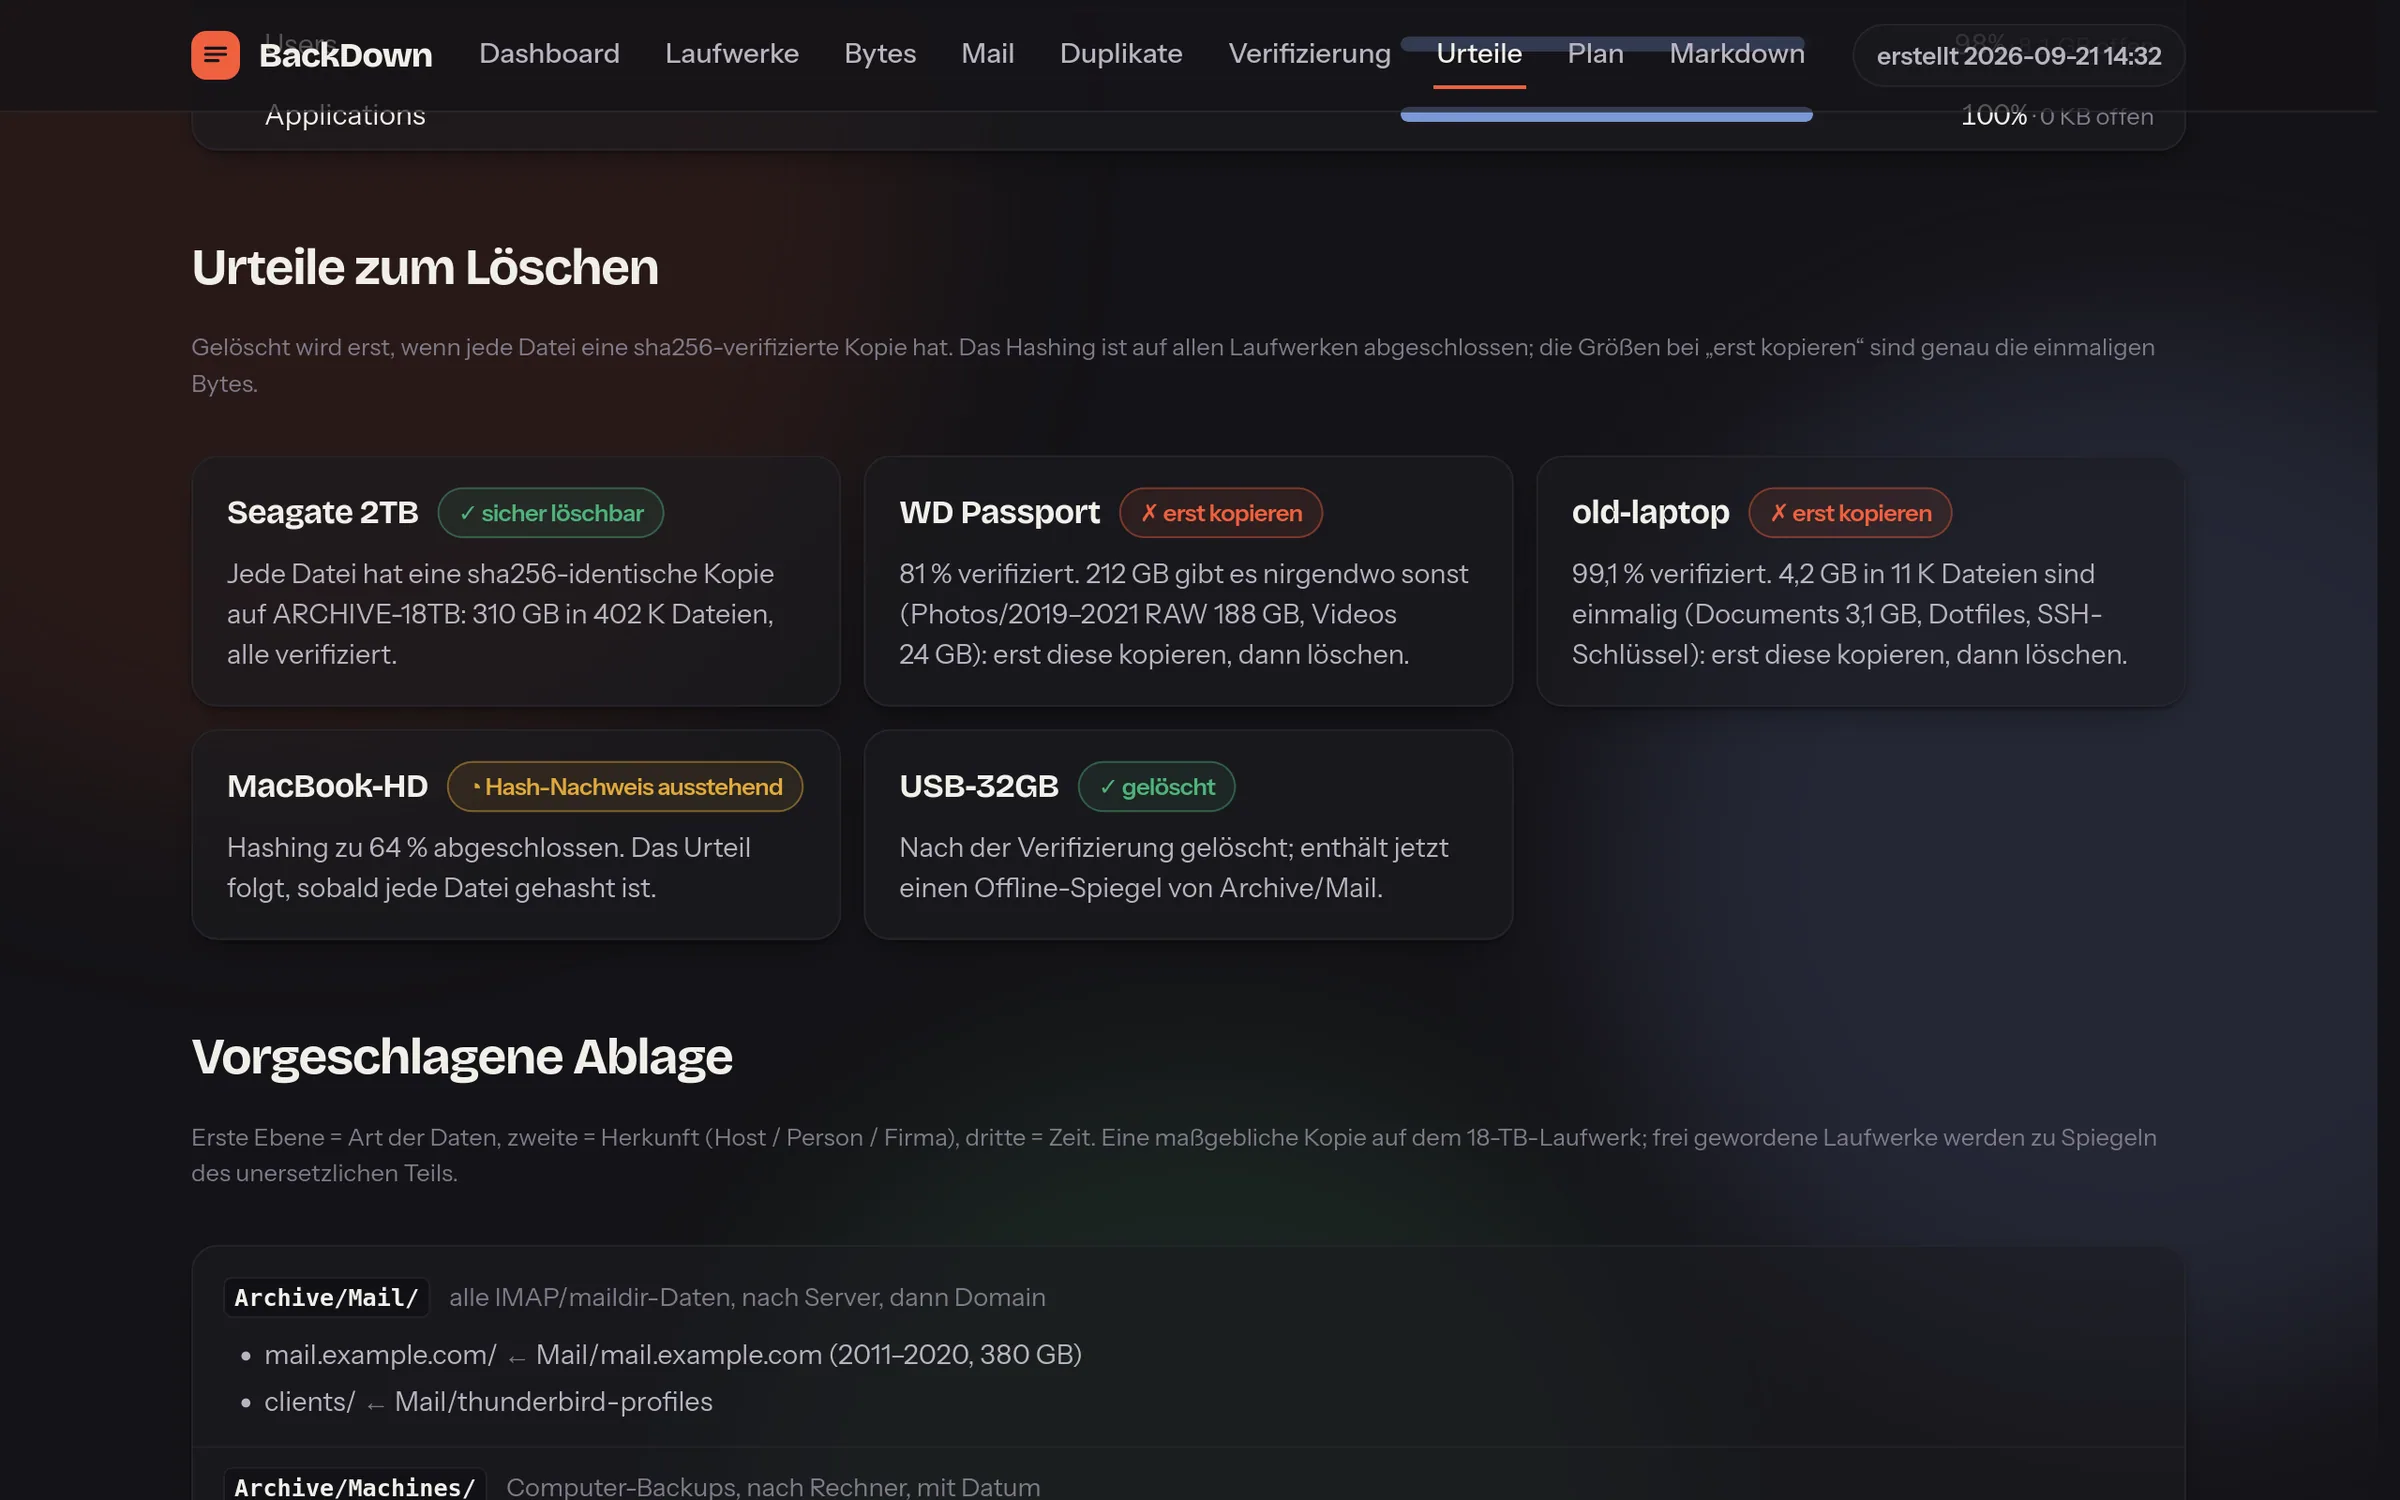 BackDown Dashboard Laufwerke Bytes Mail Duplikate Verifizierung Urteile Plan Markdown erstellt 2026-09-21 14:32
Users 98%
Applications 100% · 0 KB offen
Urteile zum Löschen
Gelöscht wird erst, wenn jede Datei eine sha256-verifizierte Kopie hat. Das Hashing ist auf allen Laufwerken abgeschlossen; die Größen bei „erst kopieren“ sind genau die einmaligen
Bytes.
Seagate 2TB ✓ sicher löschbar
Jede Datei hat eine sha256-identische Kopie
auf ARCHIVE-18TB: 310 GB in 402 K Dateien,
alle verifiziert.
WD Passport ✗ erst kopieren
81 % verifiziert. 212 GB gibt es nirgendwo sonst
(Photos/2019–2021 RAW 188 GB, Videos
24 GB): erst diese kopieren, dann löschen.
old-laptop ✗ erst kopieren
99,1 % verifiziert. 4,2 GB in 11 K Dateien sind
einmalig (Documents 3,1 GB, Dotfiles, SSH-
Schlüssel): erst diese kopieren, dann löschen.
MacBook-HD Hash-Nachweis ausstehend
Hashing zu 64 % abgeschlossen. Das Urteil
folgt, sobald jede Datei gehasht ist.
USB-32GB ✓ gelöscht
Nach der Verifizierung gelöscht; enthält jetzt
einen Offline-Spiegel von Archive/Mail.
Vorgeschlagene Ablage
Erste Ebene = Art der Daten, zweite = Herkunft (Host / Person / Firma), dritte = Zeit. Eine maßgebliche Kopie auf dem 18-TB-Laufwerk; frei gewordene Laufwerke werden zu Spiegeln
des unersetzlichen Teils.
Archive/Mail/ alle IMAP/maildir-Daten, nach Server, dann Domain
• mail.example.com/ ← Mail/mail.example.com (2011–2020, 380 GB)
• clients/ ← Mail/thunderbird-profiles
Archive/Machines/ Computer-Backups, nach Rechner, mit Datum